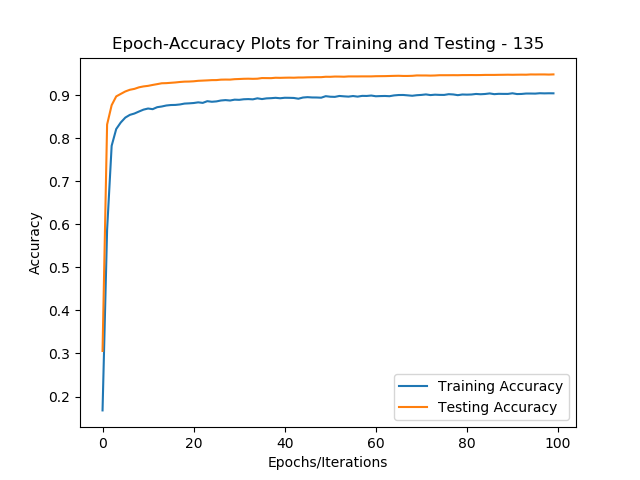 Epoch-Accuracy Plots for Training and Testing - 135
0.9
0.8
0.7
0.6
0.5
0.4
0.3
0.2
Accuracy
0
20
40
60
80
100
Epochs/Iterations
Training Accuracy
Testing Accuracy